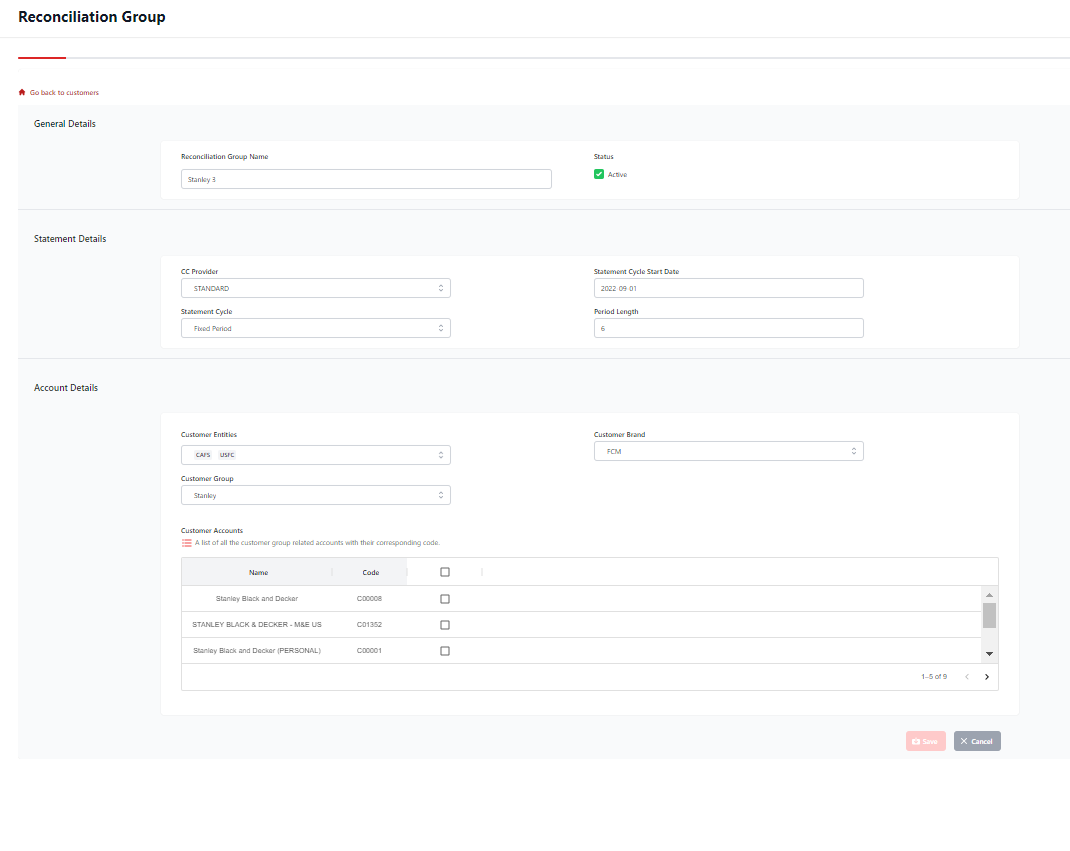 Reconciliation Group
Go back to customers
General Details
Reconciliation Group Name
Status
Stanley 3
Active
Statement Details
CC Provider
Statement Cycle Start Date
STANDARD
2022-09-01
Statement Cycle
Period Length
Fixed Period
6
Account Details
Customer Entities
Customer Brand
CAFS USFC
FCM
Customer Group
Stanley
Customer Accounts
A list of all the customer group related accounts with their corresponding code.
Name Code
Stanley Black and Decker C00008
STANLEY BLACK & DECKER - M&E US C01352
Stanley Black and Decker (PERSONAL) C00001
1–5 of 9
Save Cancel